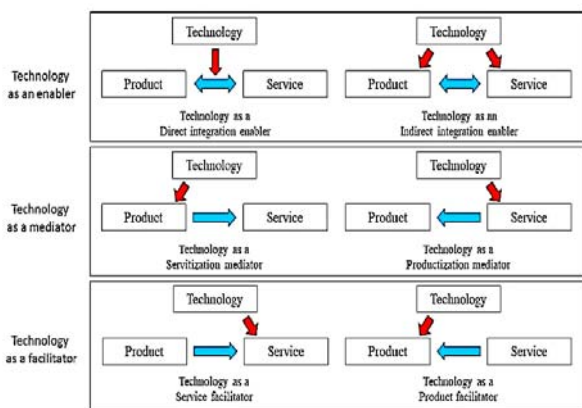 Technology
Technology
Technology
as an enabler
Product
Service
Product
Service
Technology as a
Direct integration enabler
Technology as an
Indirect integration enabler
Technology
Technology
Technology
as a mediator
Product
Service
Product
Service
Technology as a
Servitization mediator
Technology as a
Productization mediator
Technology
Technology
Technology
as a facilitator
Product
Service
Product
Service
Technology as a
Service facilitator
Technology as a
Product facilitator